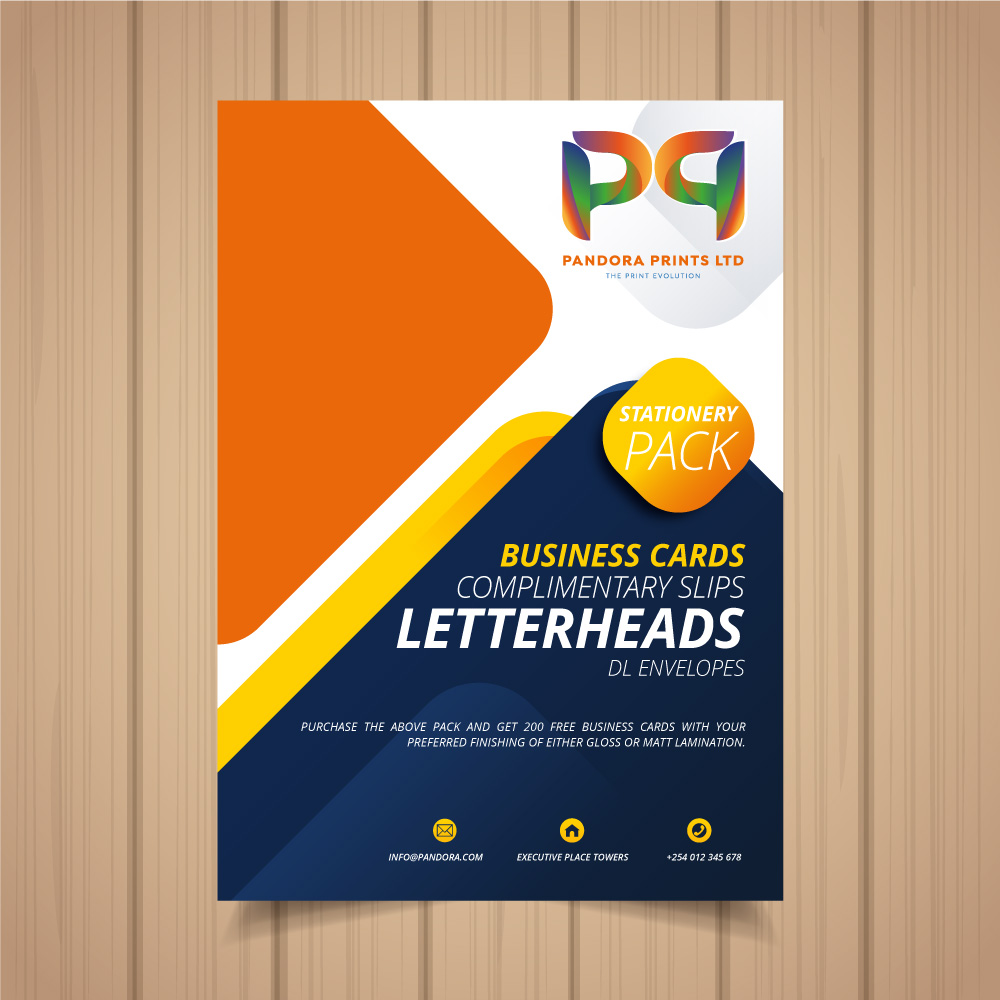 PANDORA PRINTS LTD
THE PRINT EVOLUTION
STATIONERY
PACK
BUSINESS CARDS
COMPLIMENTARY SLIPS
LETTERHEADS
DL ENVELOPES
PURCHASE THE ABOVE PACK AND GET 200 FREE BUSINESS CARDS WITH YOUR
PREFERRED FINISHING OF EITHER GLOSS OR MATT LAMINATION.
INFO@PANDORA.COM
EXECUTIVE PLACE TOWERS
+254 012 345 678